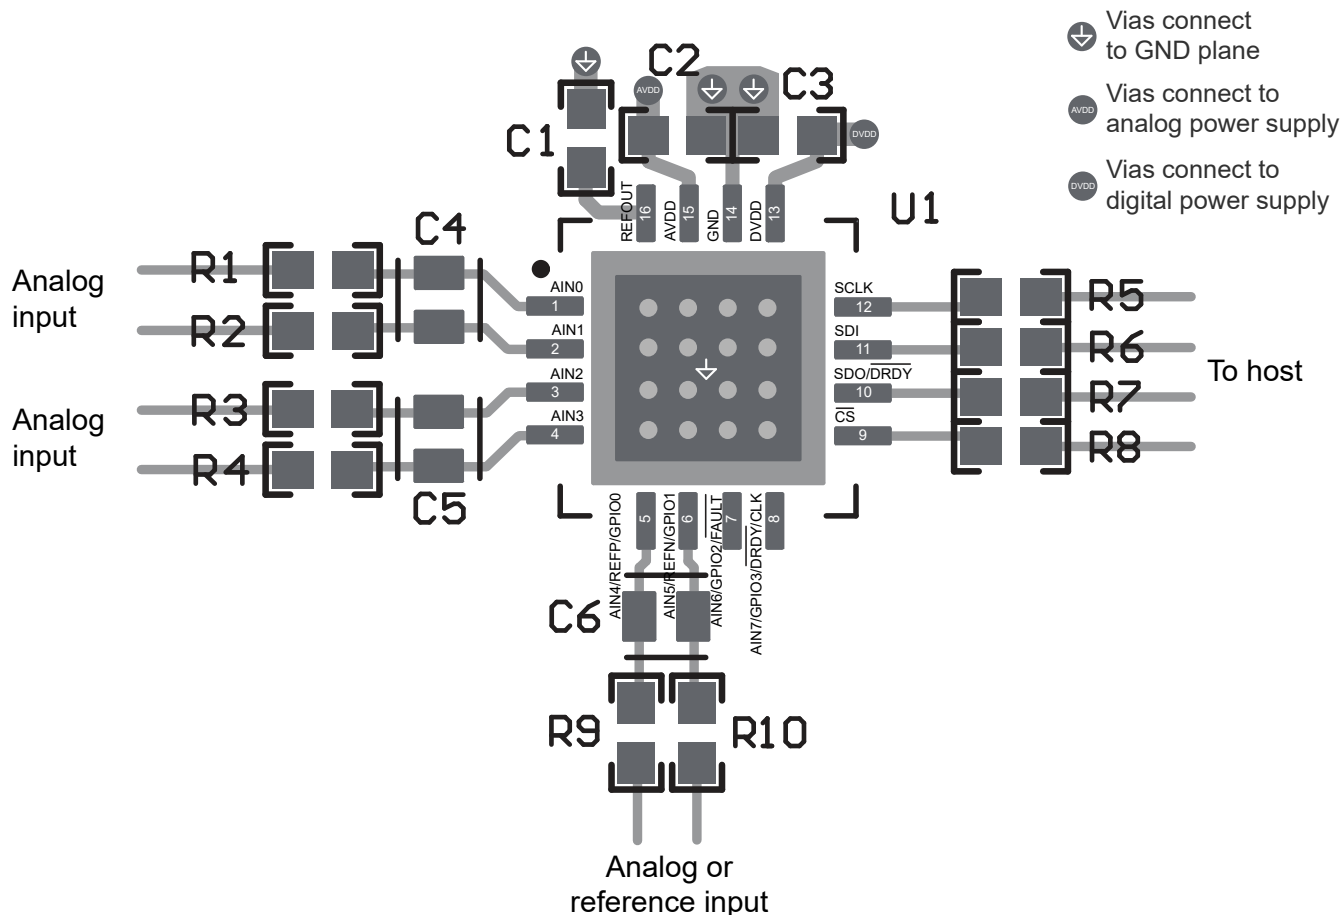 Vias connect
to GND plane
AVDD
Vias connect to
analog power supply
DVDD
Vias connect to
digital power supply
C2
C3
AVDD
DVDD
C1
REFOUT
16
AVDD
15
GND
14
DVDD
13
U1
C4
R1
R2
Analog
input
AIN0
1
AIN1
2
AIN2
3
AIN3
4
R3
R4
Analog
input
C5
SCLK
12
SDI
11
SDO/DRDY
10
CS
9
R5
R6
R7
R8
To host
AIN4/REFP/GPIO0
5
AIN5/REFN/GPIO1
6
AIN6/GPIO2/FAULT
7
AIN7/GPIO3/DRDY/CLK
8
C6
R9
R10
Analog or
reference input